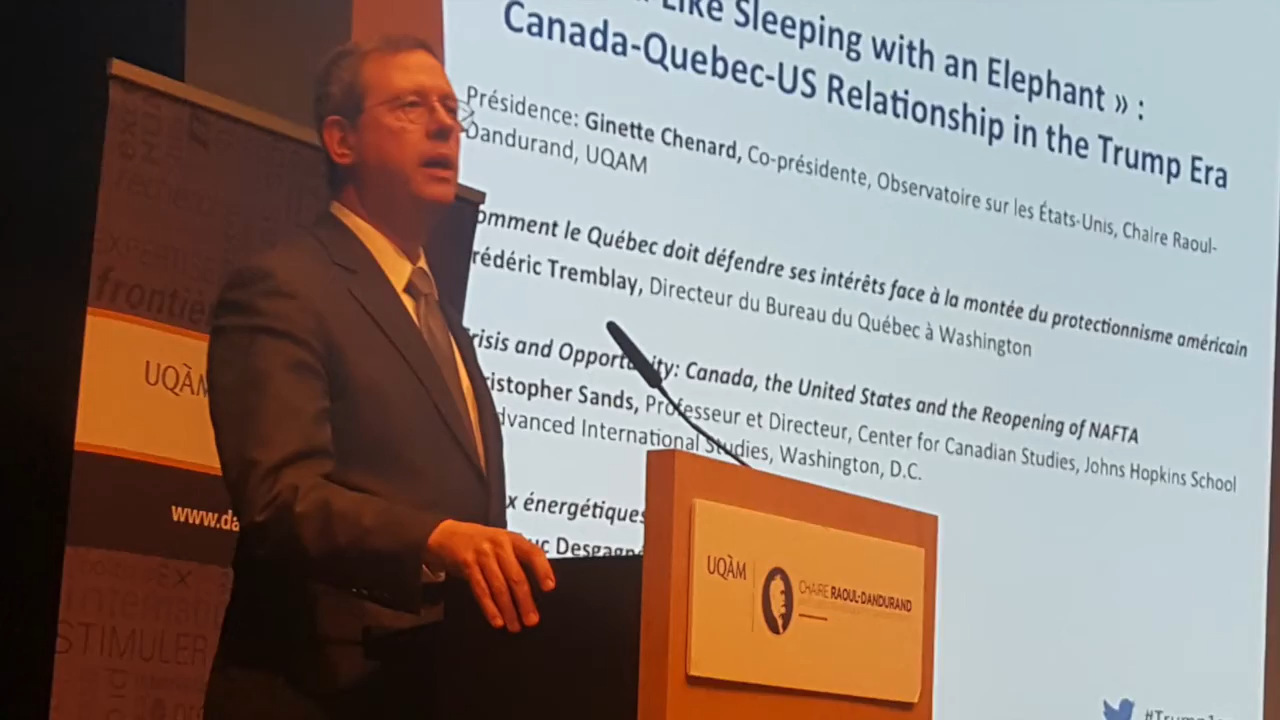 Like Sleeping with an Elephant » :
Canada-Quebec-US Relationship in the Trump Era
Présidence: Ginette Chenard, Co-présidente, Observatoire sur les États-Unis, Chaire Raoul-
Dandurand, UQAM
omment le Québec doit défendre ses intérêts face à la montée du protectionnisme américain
rédéric Tremblay, Directeur du Bureau du Québec à Washington
risis and Opportunity: Canada, the United States and the Reopening of NAFTA
ristopher Sands, Professeur et Directeur, Center for Canadian Studies, Johns Hopkins School
dvanced International Studies, Washington, D.C.
x énergétiques
uc Desgagné
frontiè
UQÀM
www.da
STIMULER
UQÀM
CHAIRE RAOUL-DANDURAND